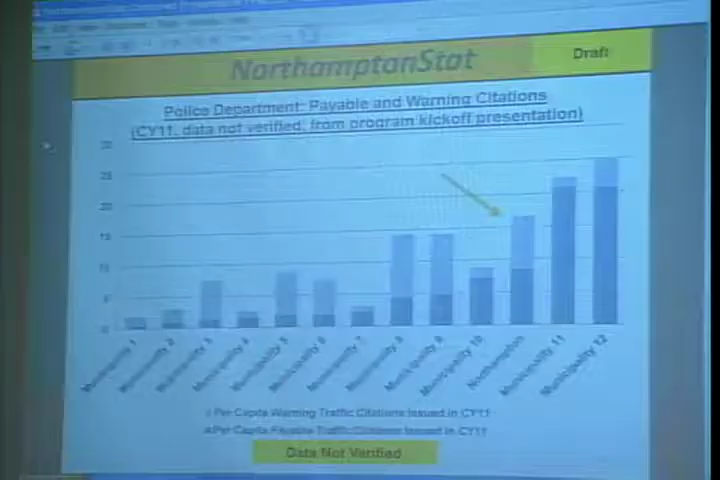 NorthamptonStat
Draft
Police Department: Payable and Warning Citations
(CY11, data not verified, from program kickoff presentation)
30
25
20
15
10
5
0
Municipality 1
Municipality 2
Municipality 3
Municipality 4
Municipality 5
Municipality 6
Municipality 7
Municipality 8
Municipality 9
Municipality 10
Northampton
Municipality 11
Municipality 12
Per Capita Warning Traffic Citations Issued in CY11
Per Capita Payable Traffic Citations Issued in CY11
Data Not Verified